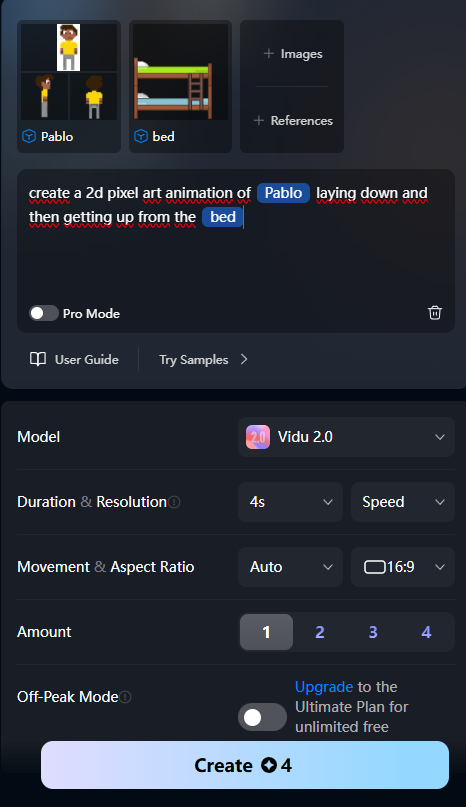 + Images
+ References
Pablo
bed
create a 2d pixel art animation of Pablo laying down and
then getting up from the bed
Pro Mode
User Guide
Try Samples
Model
2.0 Vidu 2.0
Duration & Resolution
4s
Speed
Movement & Aspect Ratio
Auto
16:9
Amount
1 2 3 4
Off-Peak Mode
Upgrade to the
Ultimate Plan for
unlimited free
Create 4